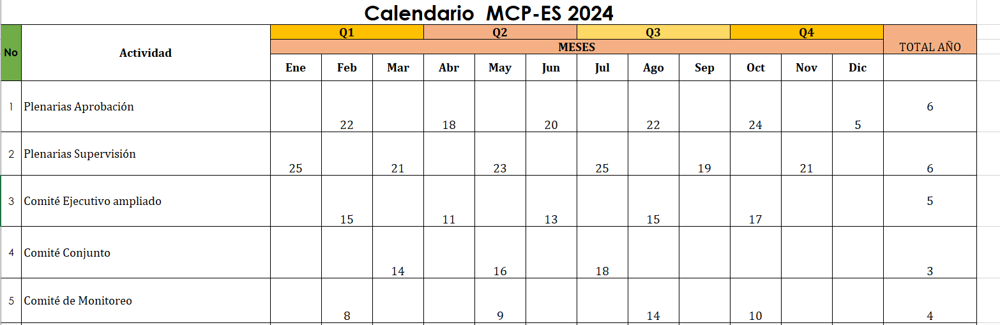 Calendario MCP-ES 2024
No Actividad Q1 Q2 Q3 Q4 TOTAL AÑO
MESES
Ene Feb Mar Abr May Jun Jul Ago Sep Oct Nov Dic
1 Plenarias Aprobación 22 18 20 22 24 5 6
2 Plenarias Supervisión 25 21 23 25 19 21 6
3 Comité Ejecutivo ampliado 15 11 13 15 17 5
4 Comité Conjunto 14 16 18 3
5 Comité de Monitoreo 8 9 14 10 4